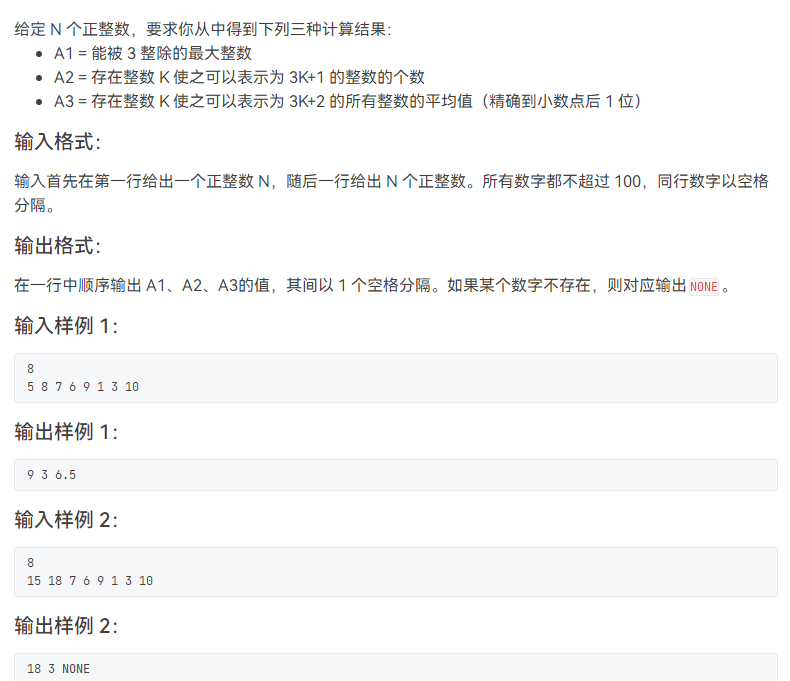 给定 N 个正整数，要求你从中得到下列三种计算结果：
• A1 = 能被 3 整除的最大整数
• A2 = 存在整数 K 使之可以表示为 3K+1 的整数的个数
• A3 = 存在整数 K 使之可以表示为 3K+2 的所有整数的平均值（精确到小数点后 1 位）
输入格式：
输入首先在第一行给出一个正整数 N，随后一行给出 N 个正整数。所有数字都不超过 100，同行数字以空格
分隔。
输出格式：
在一行中顺序输出 A1、A2、A3的值，其间以 1 个空格分隔。如果某个数字不存在，则对应输出NONE 。
输入样例 1：
8
5 8 7 6 9 1 3 10
输出样例 1：
9 3 6.5
输入样例 2：
8
15 18 7 6 9 1 3 10
输出样例 2：
18 3 NONE